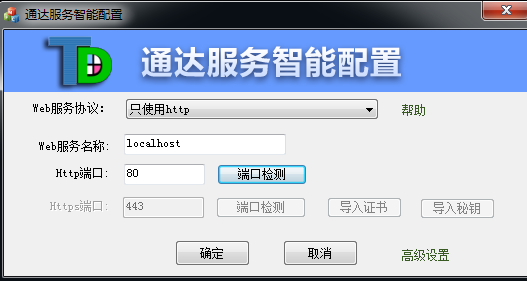 通达服务智能配置
TD 通达服务智能配置
Web服务协议: 只使用http 帮助
Web服务名称: localhost
Http端口: 80 端口检测
Https端口: 443 端口检测 导入证书 导入秘钥
确定 取消 高级设置